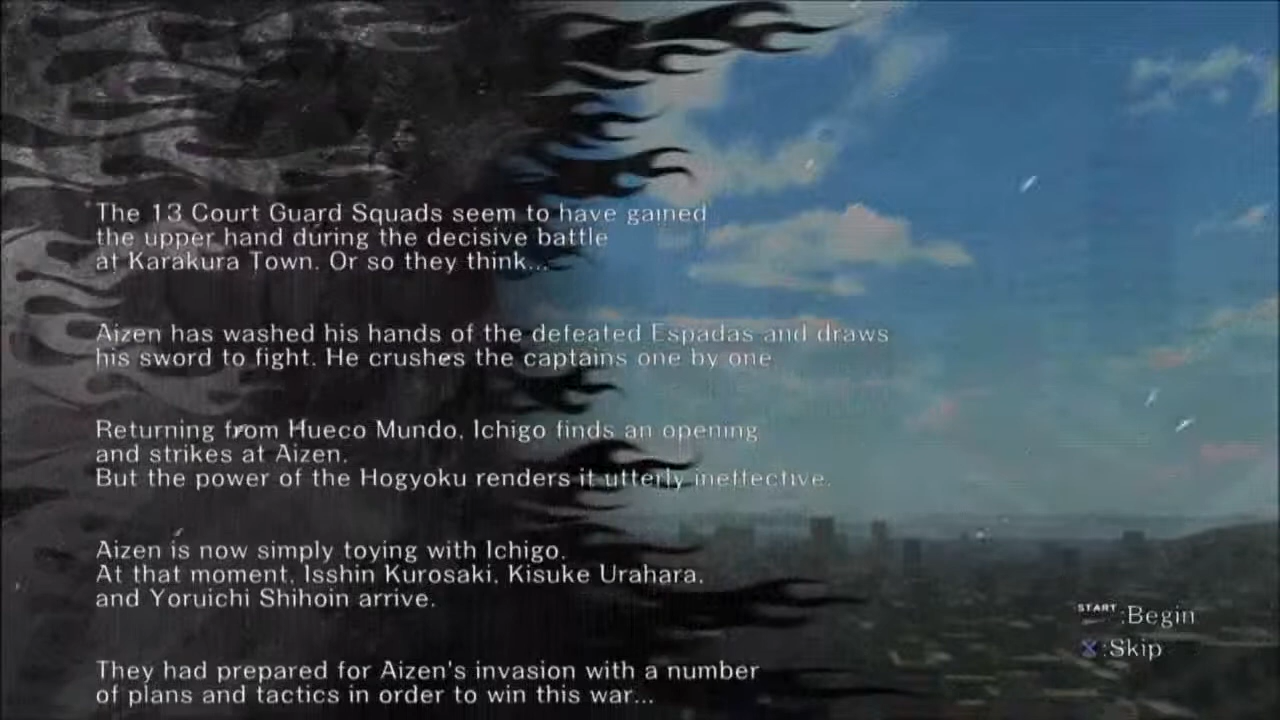 The 13 Court Guard Squads seem to have gained
the upper hand during the decisive battle
at Karakura Town. Or so they think...
Aizen has washed his hands of the defeated Espadas and draws
his sword to fight. He crushes the captains one by one
Returning from Hueco Mundo, Ichigo finds an opening
and strikes at Aizen.
But the power of the Hogyoku renders it utterly ineffective.
Aizen is now simply toying with Ichigo.
At that moment, Isshin Kurosaki, Kisuke Urahara,
and Yoruichi Shihoin arrive.
They had prepared for Aizen's invasion with a number
of plans and tactics in order to win this war...
START :Begin
X :Skip